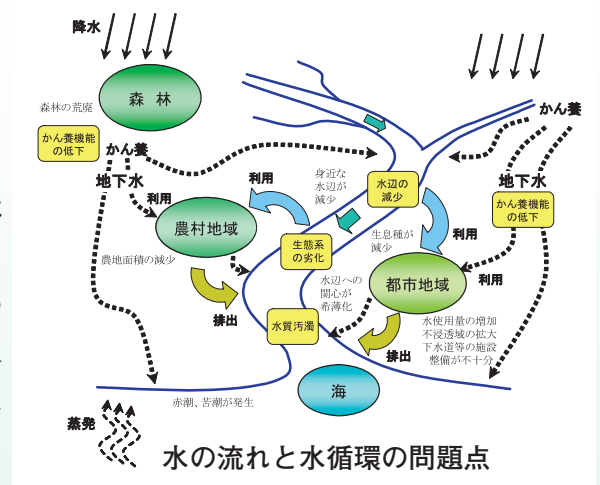 降水
森 林
森林の荒廃
かん養機能
の低下
かん養
地下水
利用
農村地域
農地面積の減少
利用
身近な
水辺が
減少
水辺の
減少
生態系
の劣化
生息種が
減少
利用
かん養
地下水
かん養機能
の低下
利用
都市地域
水辺への
関心が
希薄化
水質汚濁
排出
排出
水使用量の増加
不浸透域の拡大
下水道等の施設
整備が不十分
海
赤潮、苦潮が発生
蒸発
水の流れと水循環の問題点